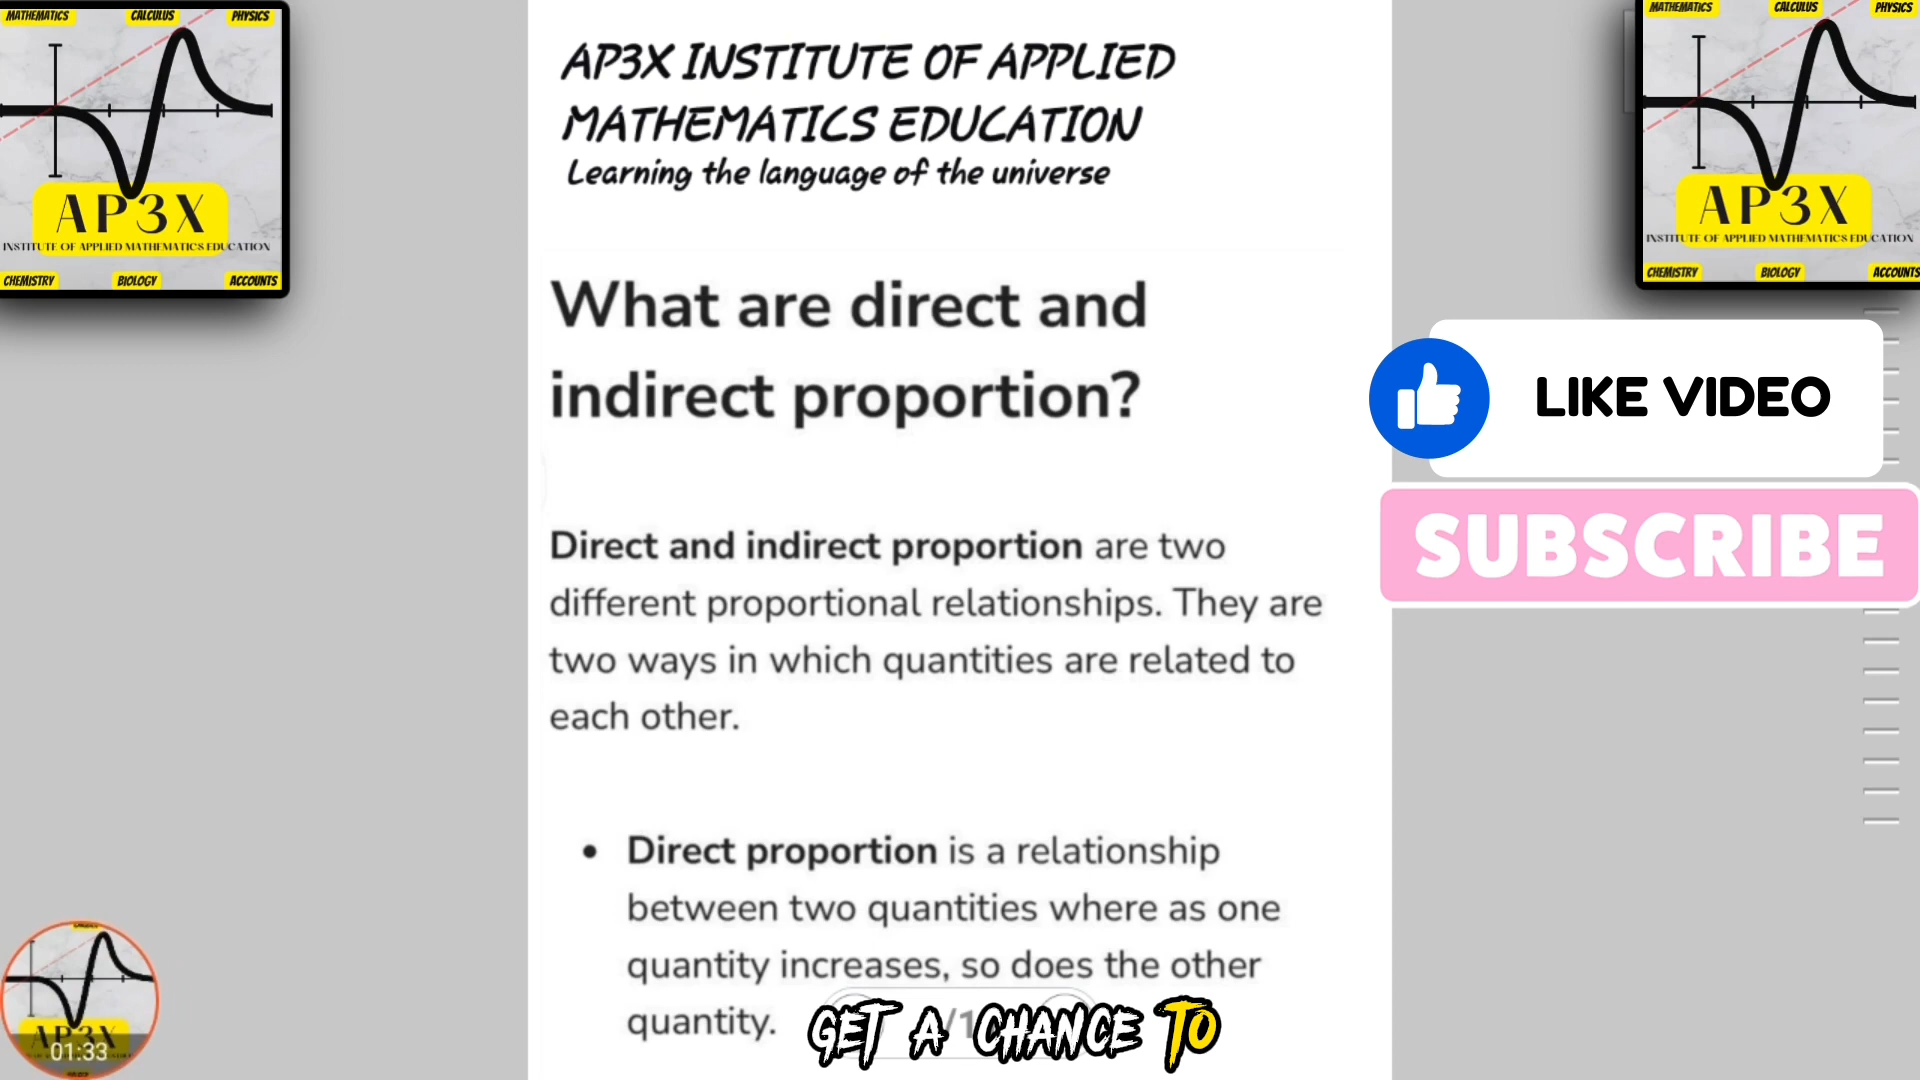 MATHEMATICS CALCULUS PHYSICS
AP3X
INSTITUTE OF APPLIED MATHEMATICS EDUCATION
CHEMISTRY BIOLOGY ACCOUNTS
AP3X INSTITUTE OF APPLIED
MATHEMATICS EDUCATION
Learning the language of the universe
MATHEMATICS CALCULUS PHYSICS
AP3X
INSTITUTE OF APPLIED MATHEMATICS EDUCATION
CHEMISTRY BIOLOGY ACCOUNTS
What are direct and
indirect proportion?
LIKE VIDEO
SUBSCRIBE
Direct and indirect proportion are two
different proportional relationships. They are
two ways in which quantities are related to
each other.
• Direct proportion is a relationship
between two quantities where as one
quantity increases, so does the other
quantity.
GET A CHANCE TO
AP3X
01:33